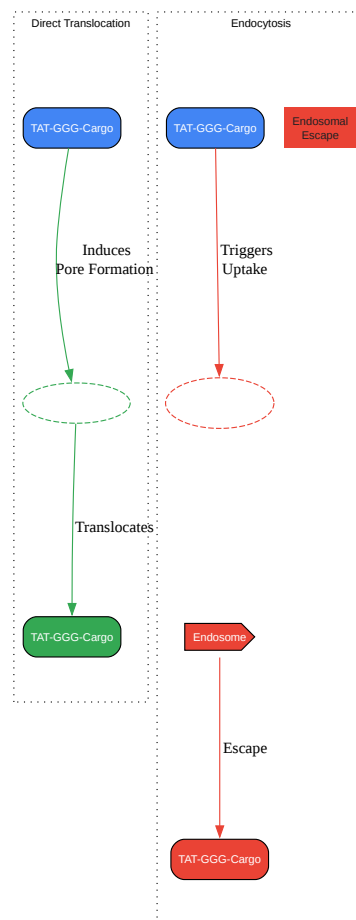 Direct Translocation
Endocytosis
TAT-GGG-Cargo
TAT-GGG-Cargo
Endosomal
Escape
Induces
Pore Formation
Triggers
Uptake
Translocates
TAT-GGG-Cargo
Endosome
Escape
TAT-GGG-Cargo